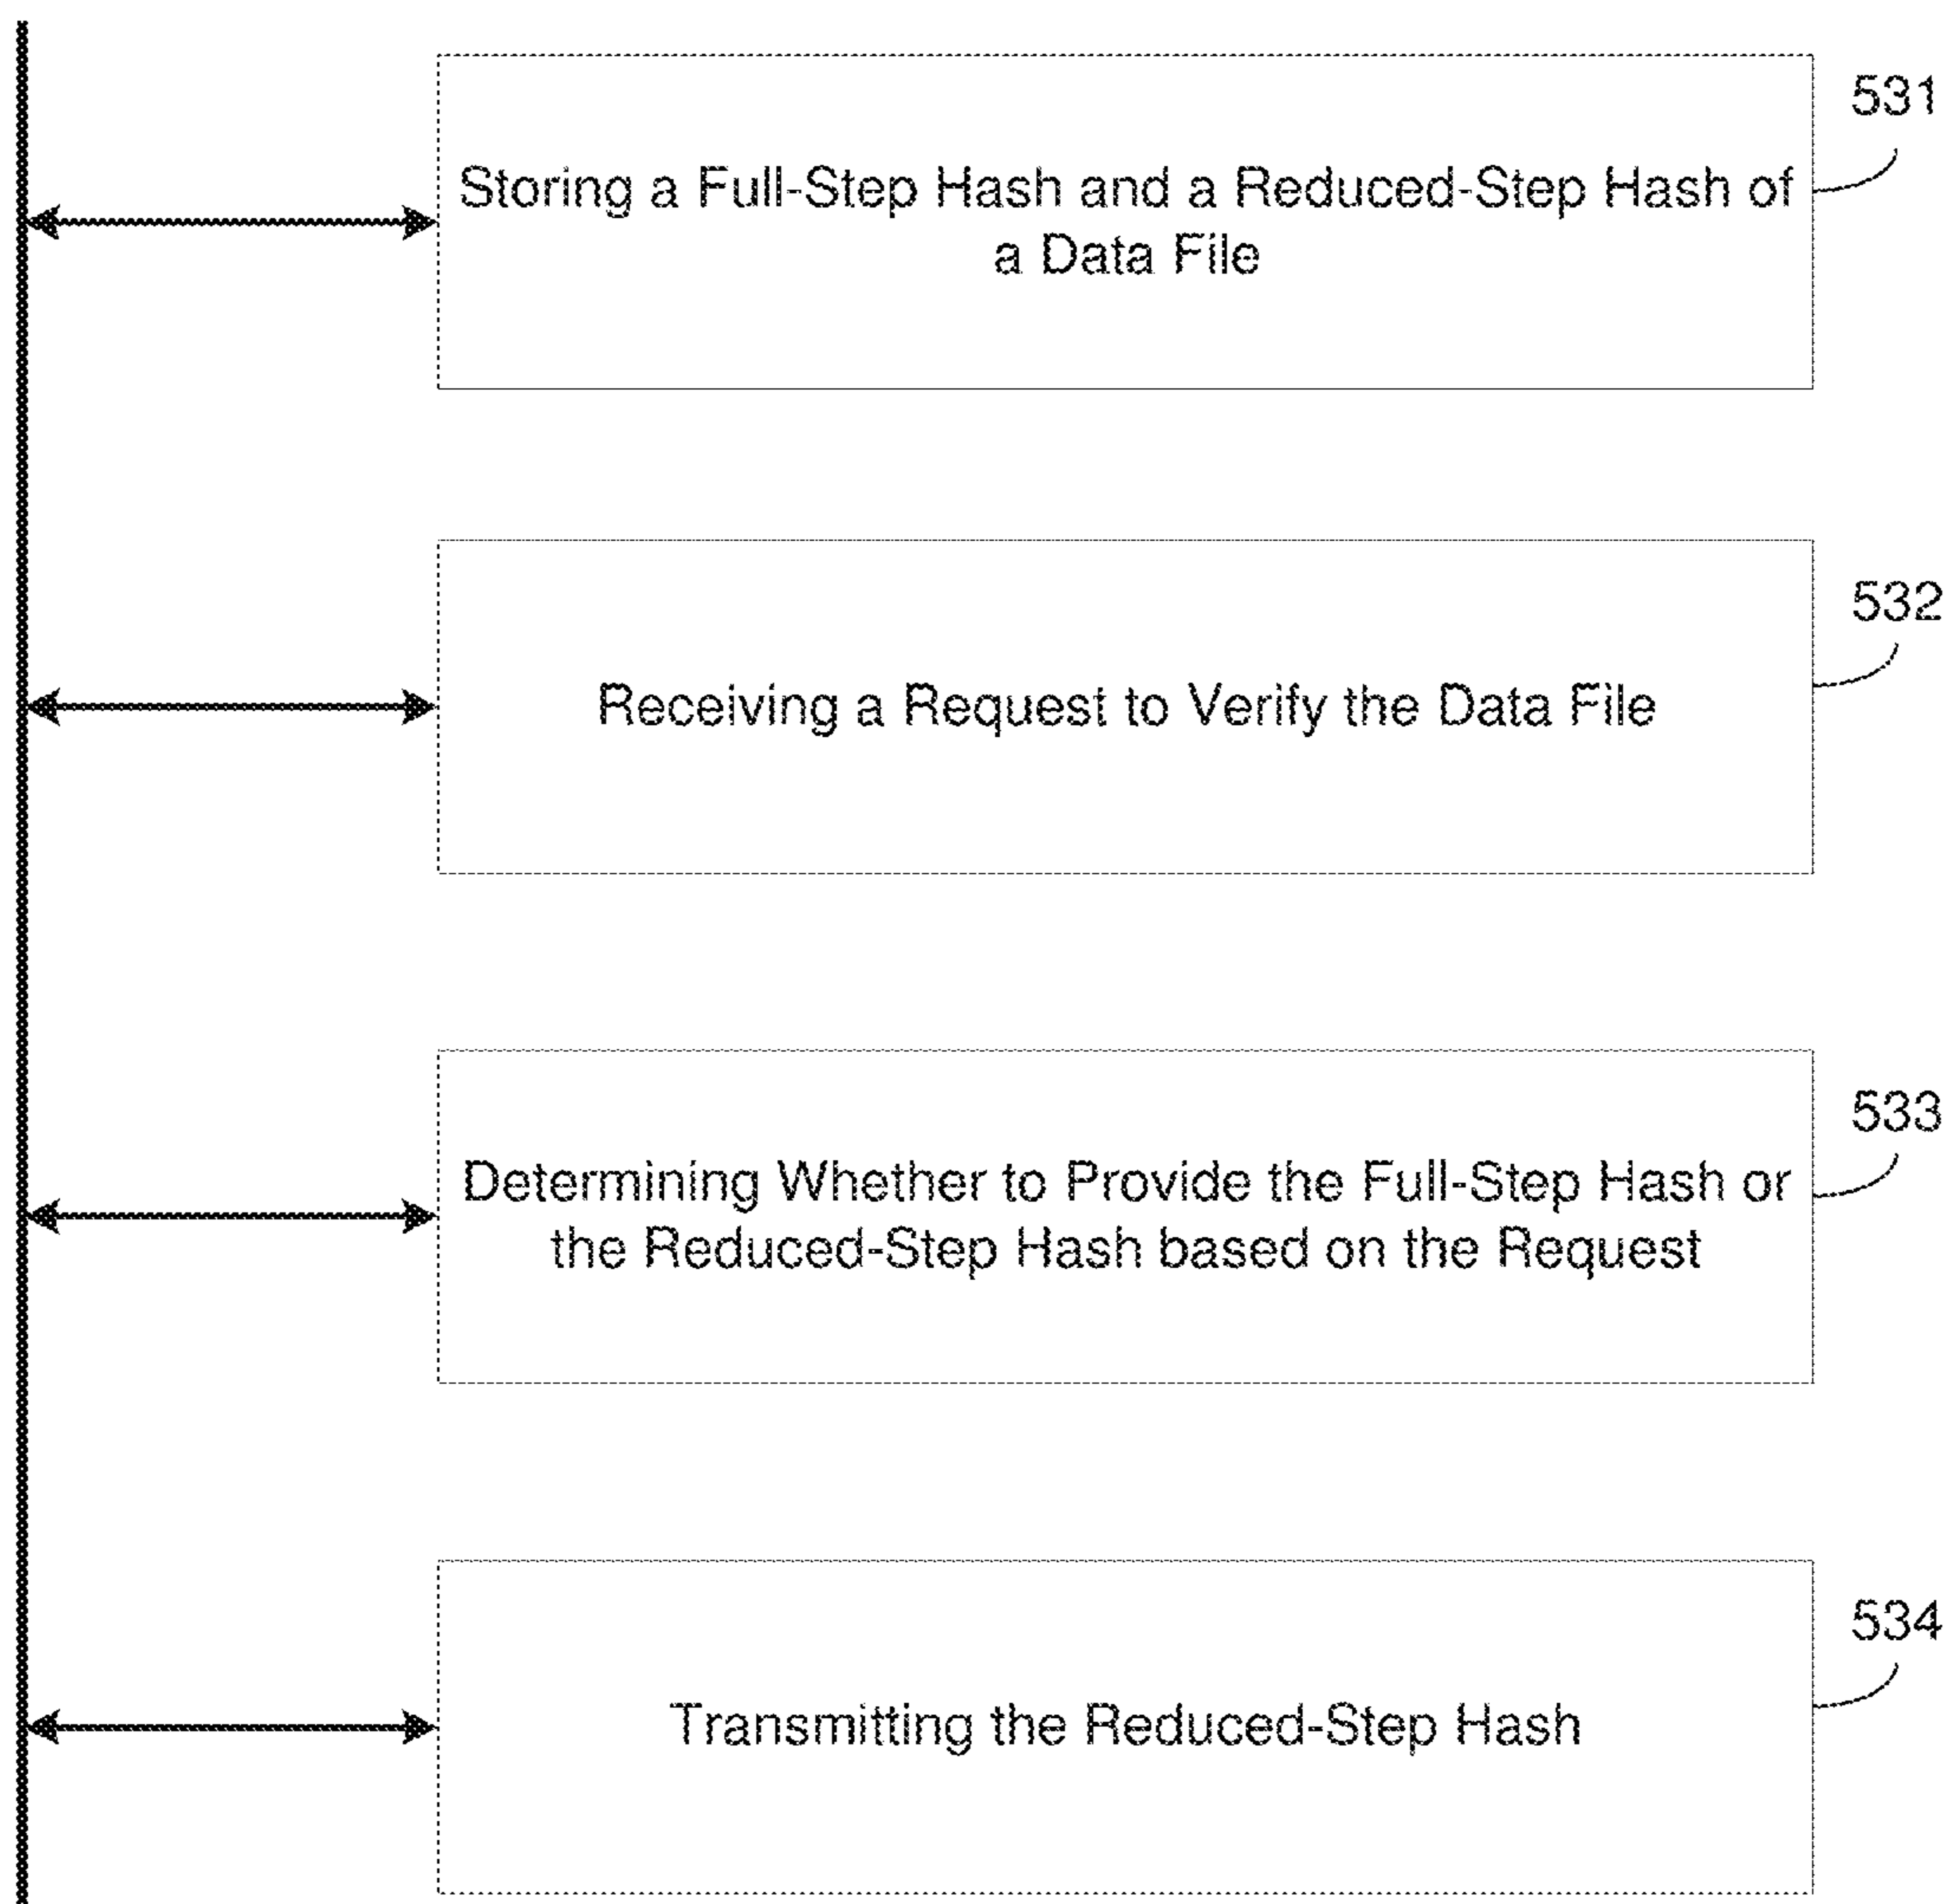 531
Storing a Full-Step Hash and a Reduced-Step Hash of
a Data File
532
Receiving a Request to Verify the Data File
533
Determining Whether to Provide the Full-Step Hash or
the Reduced-Step Hash based on the Request
534
Transmitting the Reduced-Step Hash